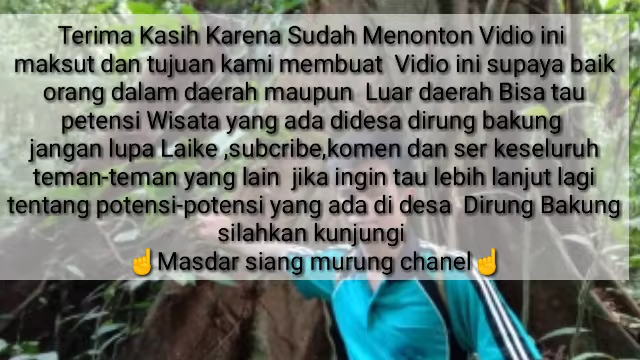 Terima Kasih Karena Sudah Menonton Vidio ini
maksut dan tujuan kami membuat Vidio ini supaya baik
orang dalam daerah maupun Luar daerah Bisa tau
petensi Wisata yang ada didesa dirung bakung
jangan lupa Laike ,subcribe,komen dan ser keseluruh
teman-teman yang lain jika ingin tau lebih lanjut lagi
tentang potensi-potensi yang ada di desa Dirung Bakung
silahkan kunjungi
☝Masdar siang murung chanel☝